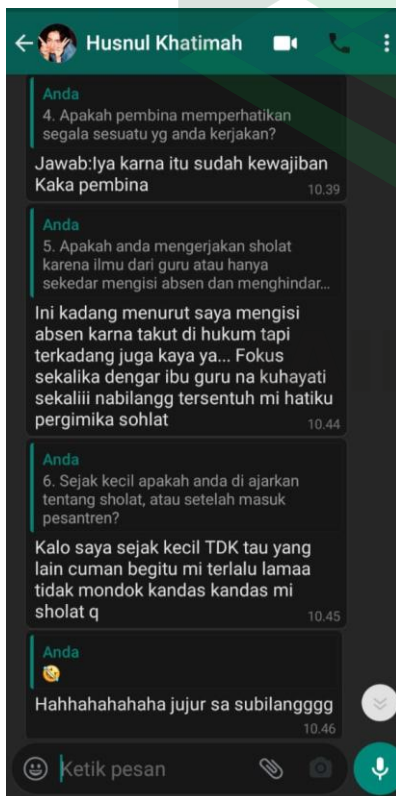 Husnul Khatimah
Anda
4. Apakah pembina memperhatikan
segala sesuatu yg anda kerjakan?
Jawab:Iya karna itu sudah kewajiban
Kaka pembina
10.39
Anda
5. Apakah anda mengerjakan sholat
karena ilmu dari guru atau hanya
sekedar mengisi absen dan menghindar...
Ini kadang menurut saya mengisi
absen karna takut di hukum tapi
terkadang juga kaya ya... Fokus
sekalika dengar ibu guru na kuhayati
sekaliii nabilangg tersentuh mi hatiku
pergimika sohlat
10.44
Anda
6. Sejak kecil apakah anda di ajarkan
tentang sholat, atau setelah masuk
pesantren?
Kalo saya sejak kecil TDK tau yang
lain cuman begitu mi terlalu lamaa
tidak mondok kandas kandas mi
sholat q
10.45
Anda
🤣
Hahhahahahaha jujur sa subilangggg
10.46
Ketik pesan